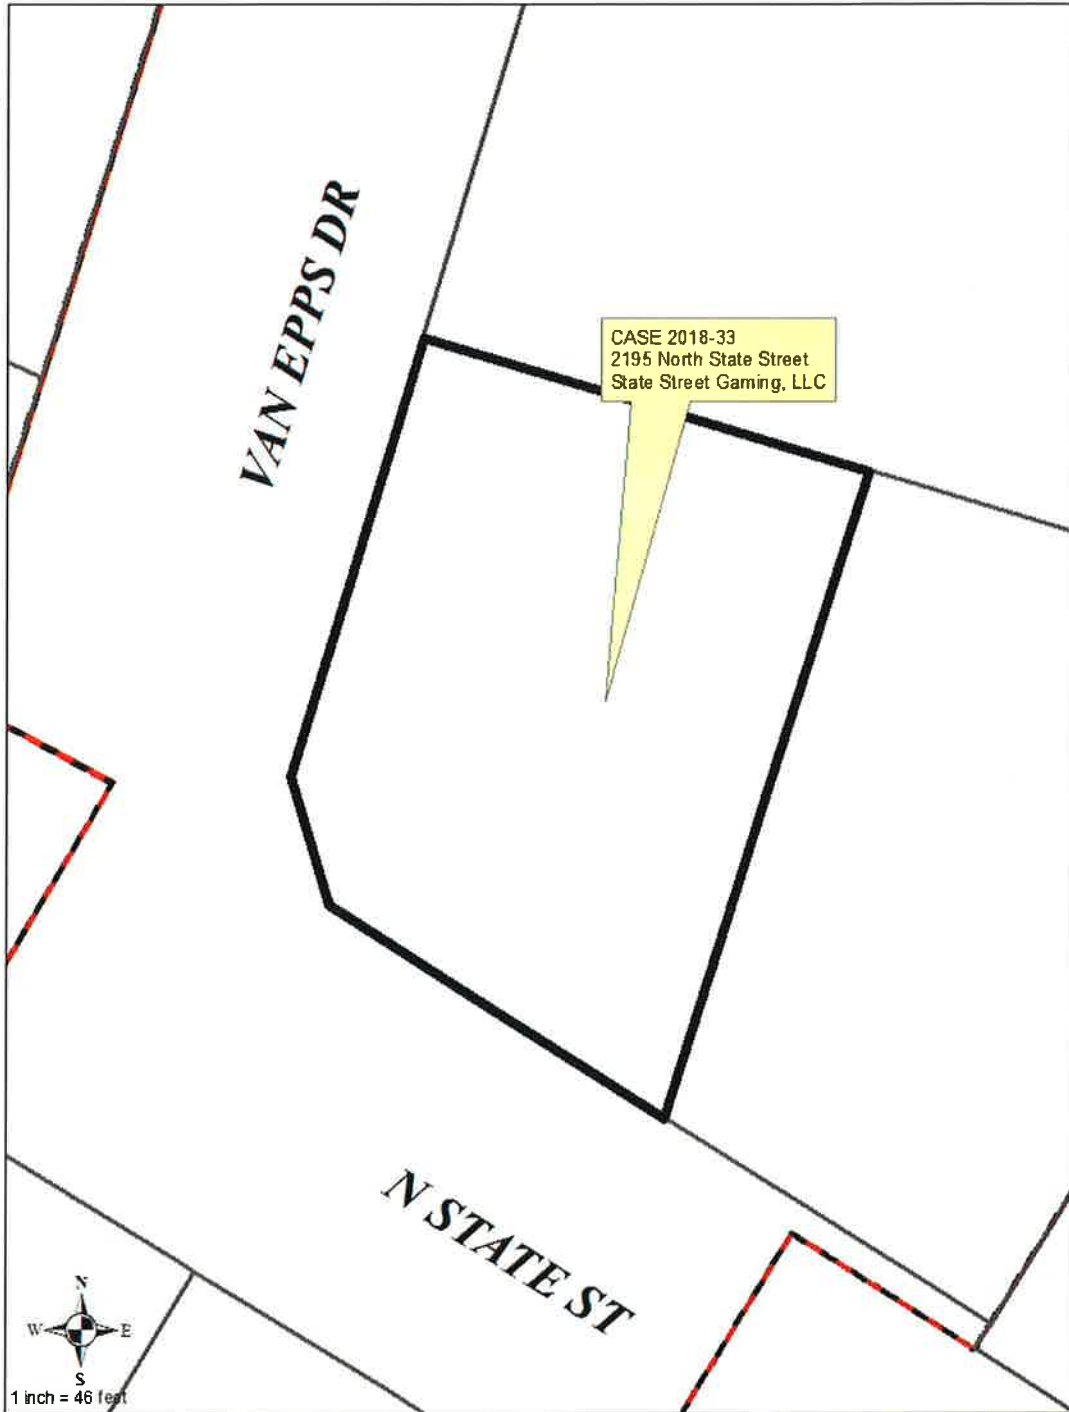 VAN EPPS DR
CASE 2018-33
2195 North State Street
State Street Gaming, LLC
N STATE ST
N
W E
S
1 inch = 46 feet